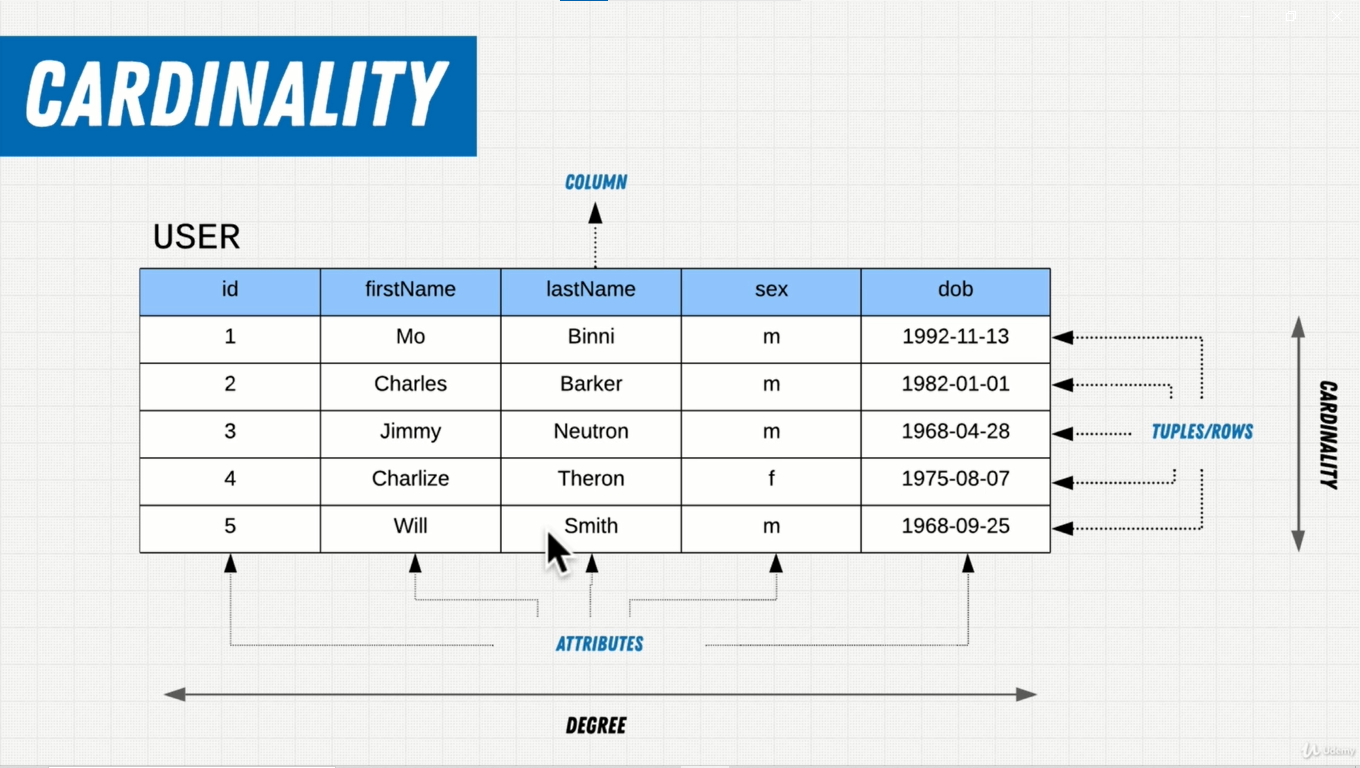 CARDINALITY
COLUMN
USER
id firstName lastName sex dob
1 Mo Binni m 1992-11-13
2 Charles Barker m 1982-01-01
3 Jimmy Neutron m 1968-04-28
4 Charlize Theron f 1975-08-07
5 Will Smith m 1968-09-25
TUPLES/ROWS
CARDINALITY
ATTRIBUTES
DEGREE
Udemy